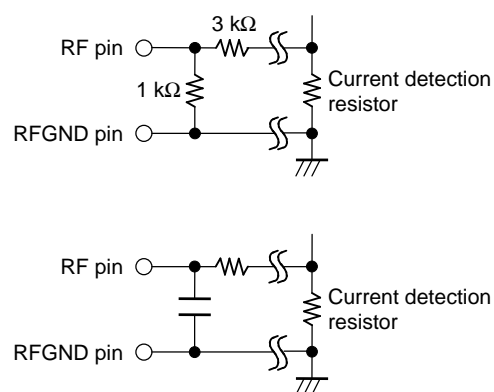 3 kΩ
RF pin
1 kΩ
Current detection
resistor
RFGND pin
RF pin
Current detection
resistor
RFGND pin